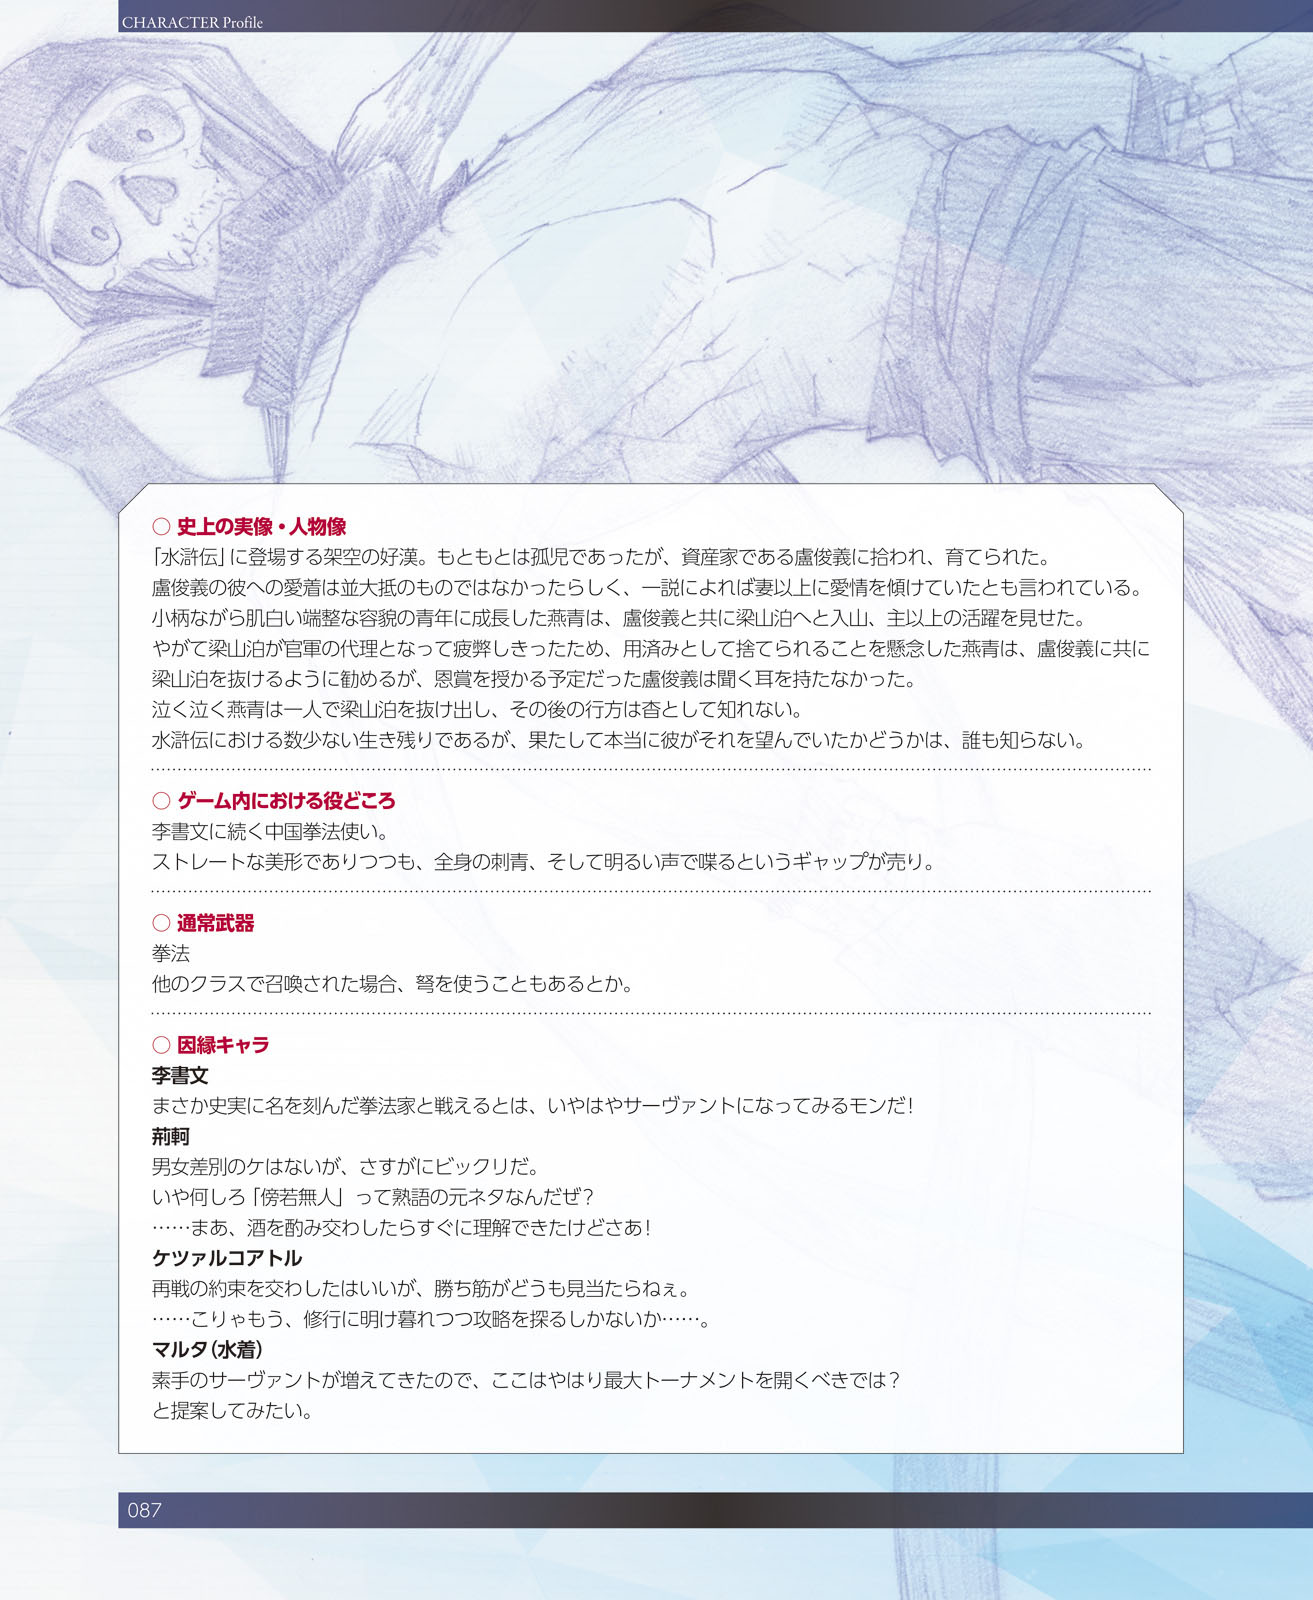 CHARACTER Profile
○ 史上の実像・人物像
「水滸伝」に登場する架空の好漢。もともとは孤児であったが、資産家である盧俊義に拾われ、育てられた。
盧俊義の彼への愛着は並大抵のものではなかったらしく、一説によれば妻以上に愛情を傾けていたとも言われている。
小柄ながら肌白い端整な容貌の青年に成長した燕青は、盧俊義と共に梁山泊へと入山、主以上の活躍を見せた。
やがて梁山泊が官軍の代理となって疲弊しきったため、用済みとして捨てられることを懸念した燕青は、盧俊義に共に
梁山泊を抜けるように勧めるが、恩賞を授かる予定だった盧俊義は聞く耳を持たなかった。
泣く泣く燕青は一人で梁山泊を抜け出し、その後の行方は杳として知れない。
水滸伝における数少ない生き残りであるが、果たして本当に彼がそれを望んでいたかどうかは、誰も知らない。
○ ゲーム内における役どころ
李書文に続く中国拳法使い。
ストレートな美形でありつつも、全身の刺青、そして明るい声で喋るというギャップが売り。
○ 通常武器
拳法
他のクラスで召喚された場合、弩を使うこともあるとか。
○ 因縁キャラ
李書文
まさか史実に名を刻んだ拳法家と戦えるとは、いやはやサーヴァントになってみるモンだ！
荊軻
男女差別のケはないが、さすがにビックリだ。
いや何しろ「傍若無人」って熟語の元ネタなんだぜ？
……まあ、酒を酌み交わしたらすぐに理解できたけどさあ！
ケツァルコアトル
再戦の約束を交わしたはいいが、勝ち筋がどうも見当たらねぇ。
……こりゃもう、修行に明け暮れつつ攻略を探るしかないか……。
マルタ（水着）
素手のサーヴァントが増えてきたので、ここはやはり最大トーナメントを開くべきでは？
と提案してみたい。
087